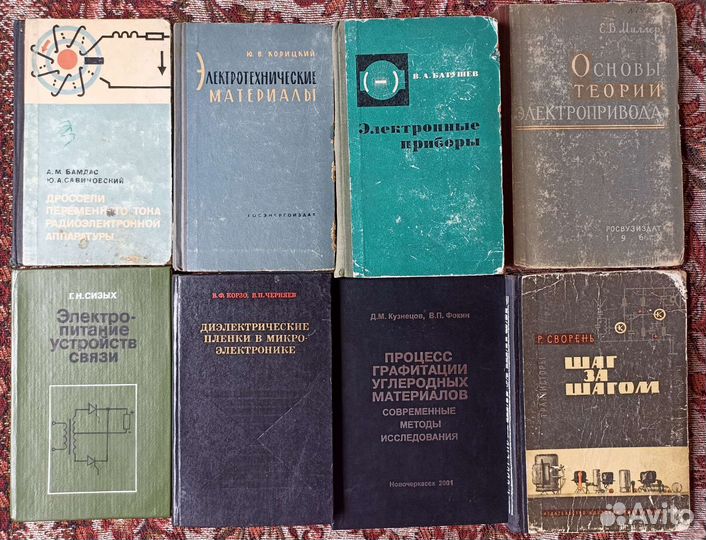 А.М. БАМДАС
Ю.А. САВИНОВСКИЙ
ДРОССЕЛИ
ПЕРЕМЕННОГО ТОКА
РАДИОЭЛЕКТРОННОЙ
АППАРАТУРЫ
Ю. В. КОРИЦКИЙ
ЭЛЕКТРОТЕХНИЧЕСКИЕ
МАТЕРИАЛЫ
ГОСЭНЕРГОИЗДАТ
В. А. БАТУШЕВ
Электронные
приборы
Е. В. Миллер
Основы
ТЕОРИИ
ЭЛЕКТРОПРИВОДА
РОСВУЗИЗДАТ
Г. Н. СИЗЫХ
Электро-
питание
устройств
связи
В. Ф. КОРЗО, В. Н. ЧЕРНЯЕВ
ДИЭЛЕКТРИЧЕСКИЕ
ПЛЕНКИ В МИКРО-
ЭЛЕКТРОНИКЕ
Д.М. Кузнецов, В.П. Фокин
ПРОЦЕСС
ГРАФИТАЦИИ
УГЛЕРОДНЫХ
МАТЕРИАЛОВ
СОВРЕМЕННЫЕ
МЕТОДЫ
ИССЛЕДОВАНИЯ
Новочеркасск 2001
Р. СВОРЕНЬ
ШАГ
ЗА
ШАГОМ
ТРАНЗИСТОРЫ
Avito